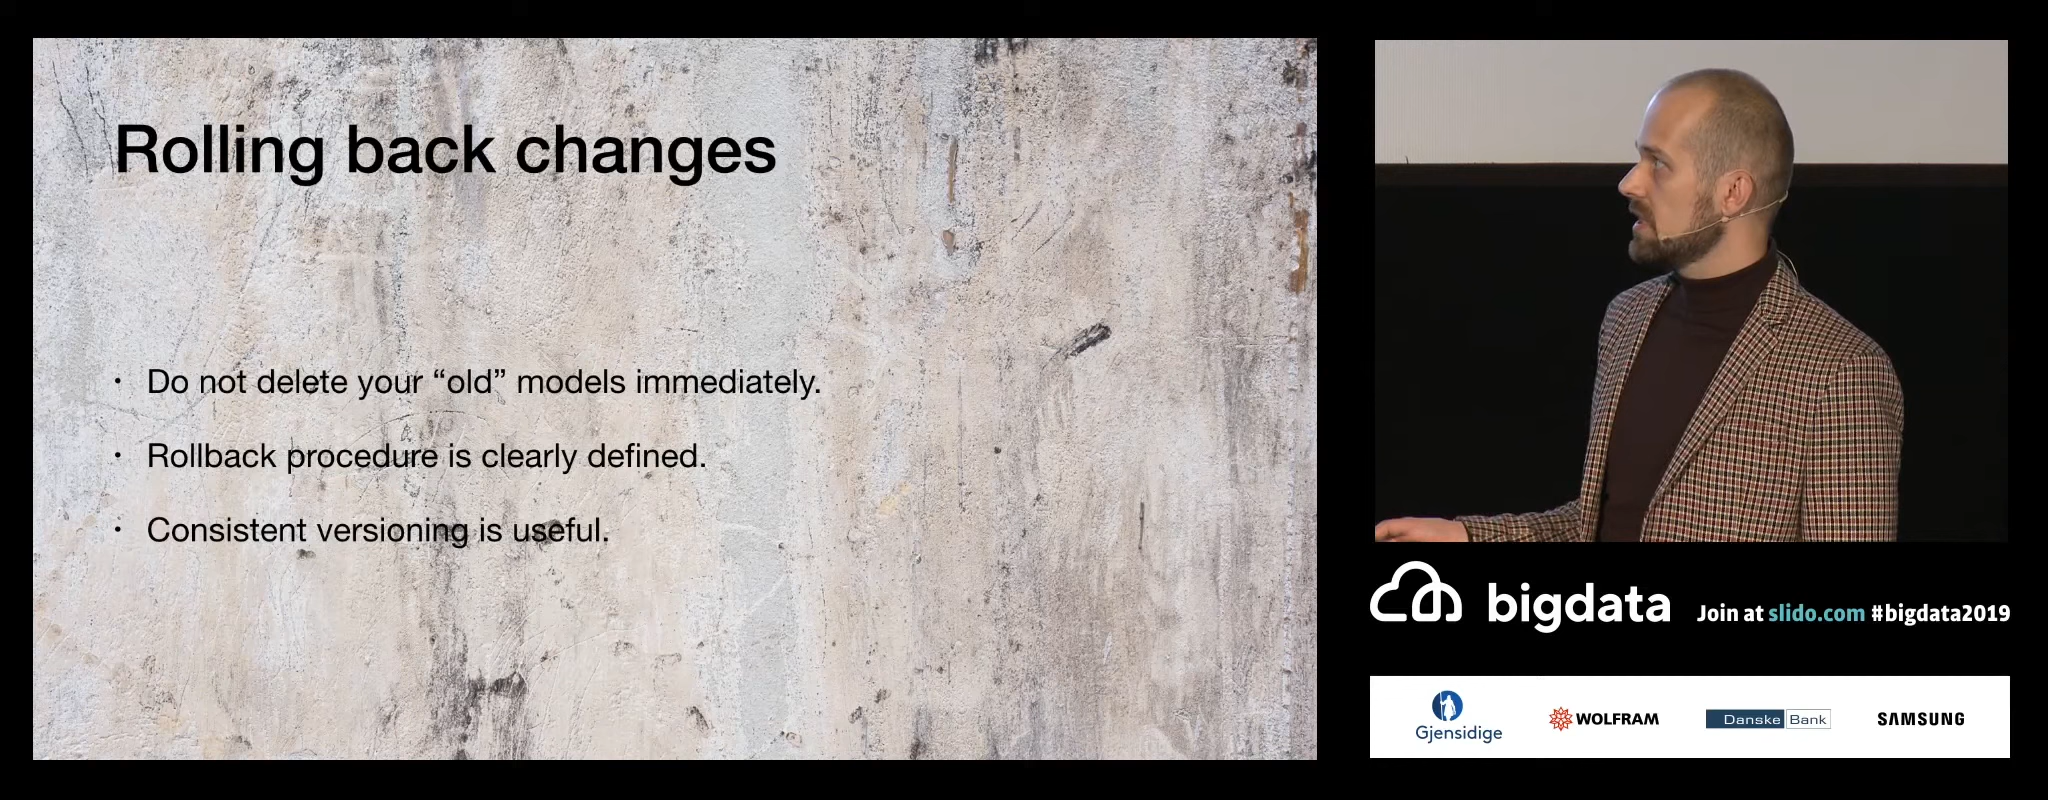 Rolling back changes
• Do not delete your “old” models immediately.
• Rollback procedure is clearly defined.
• Consistent versioning is useful.
bigdata
Join at slido.com #bigdata2019
Gjensidige
WOLFRAM
Danske Bank
SAMSUNG